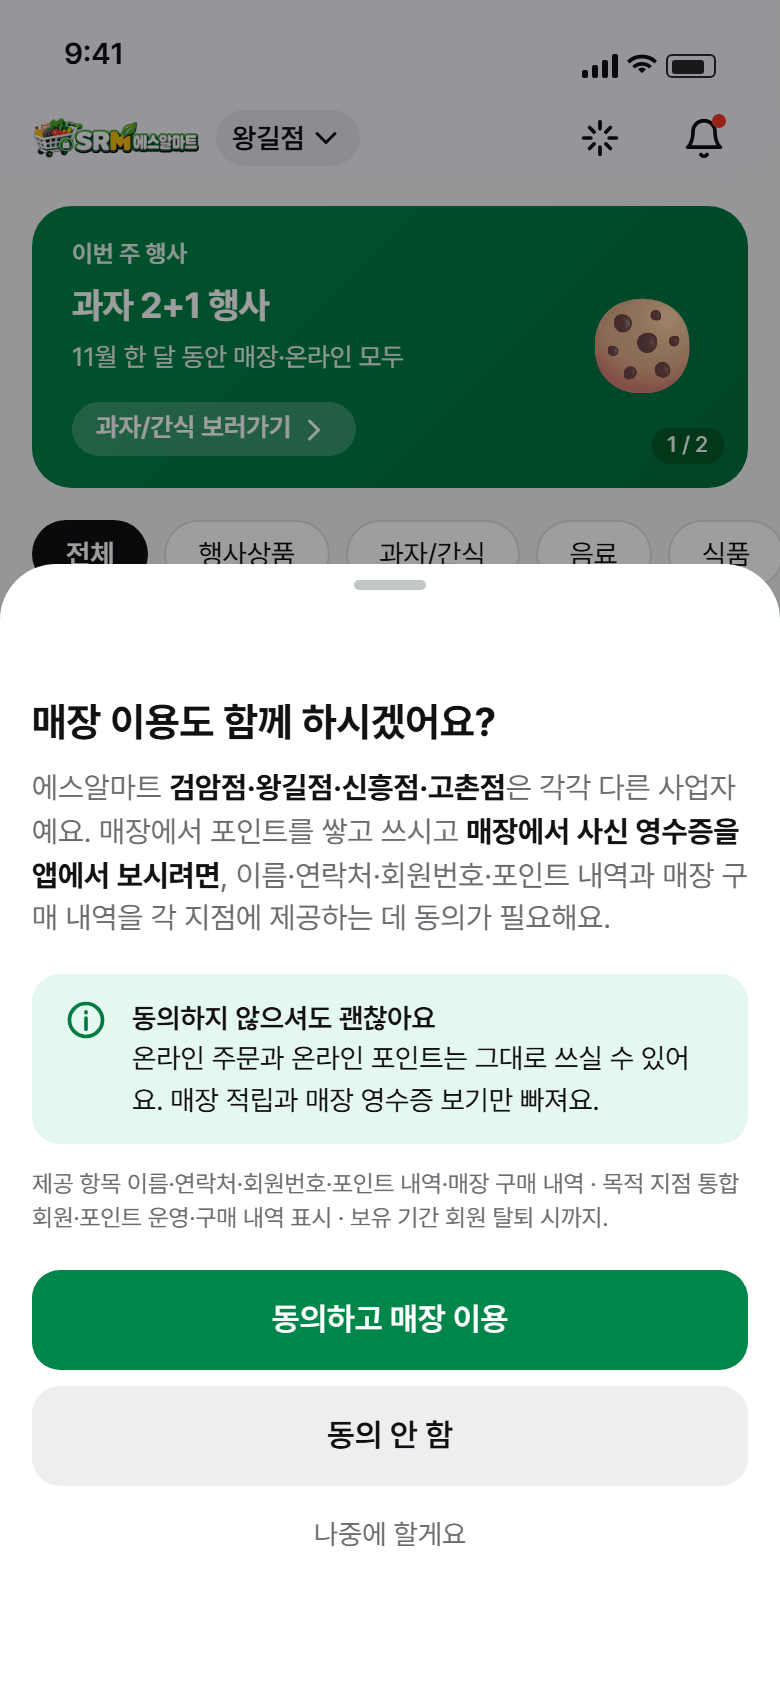 9:41
SRM 에스알마트
왕길점
이번 주 행사
과자 2+1 행사
11월 한 달 동안 매장·온라인 모두
과자/간식 보러가기
1 / 2
전체 행사상품 과자/간식 음료 식품
매장 이용도 함께 하시겠어요?
에스알마트 검암점·왕길점·신흥점·고촌점은 각각 다른 사업자
예요. 매장에서 포인트를 쌓고 쓰시고 매장에서 사신 영수증을
앱에서 보시려면, 이름·연락처·회원번호·포인트 내역과 매장 구
매 내역을 각 지점에 제공하는 데 동의가 필요해요.
동의하지 않으셔도 괜찮아요
온라인 주문과 온라인 포인트는 그대로 쓰실 수 있어
요. 매장 적립과 매장 영수증 보기만 빠져요.
제공 항목 이름·연락처·회원번호·포인트 내역·매장 구매 내역 · 목적 지점 통합
회원·포인트 운영·구매 내역 표시 · 보유 기간 회원 탈퇴 시까지.
동의하고 매장 이용
동의 안 함
나중에 할게요